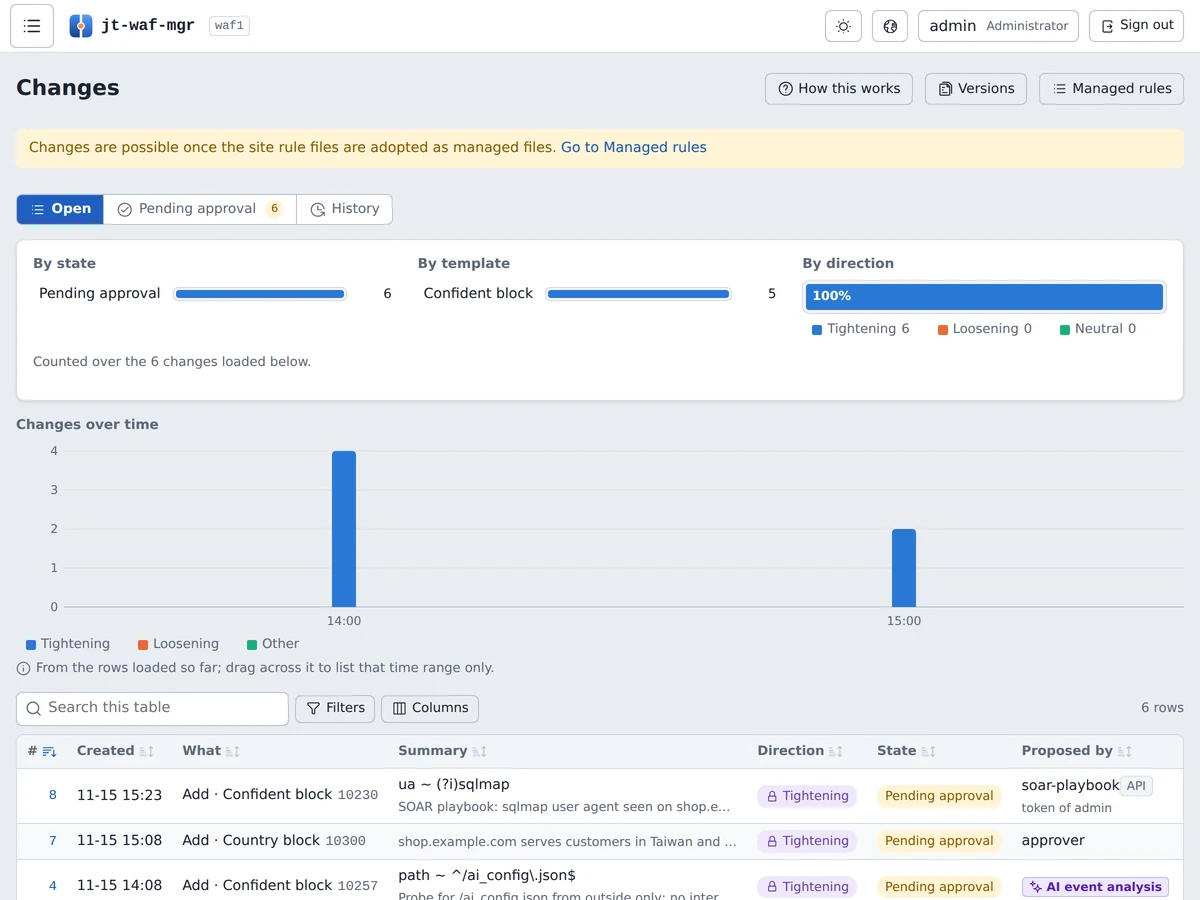 jt-waf-mgr waf1 admin Administrator Sign out
Changes How this works Versions Managed rules
Changes are possible once the site rule files are adopted as managed files. Go to Managed rules
Open Pending approval 6 History
By state By template By direction
Pending approval 6 Confident block 5 100%
Tightening 6 Loosening 0 Neutral 0
Counted over the 6 changes loaded below.
Changes over time
4
3
2
1
0
14:00 15:00
Tightening Loosening Other
From the rows loaded so far; drag across it to list that time range only.
Search this table Filters Columns 6 rows
# Created What Summary Direction State Proposed by
8 11-15 15:23 Add · Confident block 10230 ua ~ (?i)sqlmap Tightening Pending approval soar-playbook API
SOAR playbook: sqlmap user agent seen on shop.e... token of admin
7 11-15 15:08 Add · Country block 10300 shop.example.com serves customers in Taiwan and ... Tightening Pending approval approver
4 11-15 14:08 Add · Confident block 10257 path ~ ^/ai_config\.json$ Tightening Pending approval AI event analysis
Probe for /ai_config.json from outside only; no inter